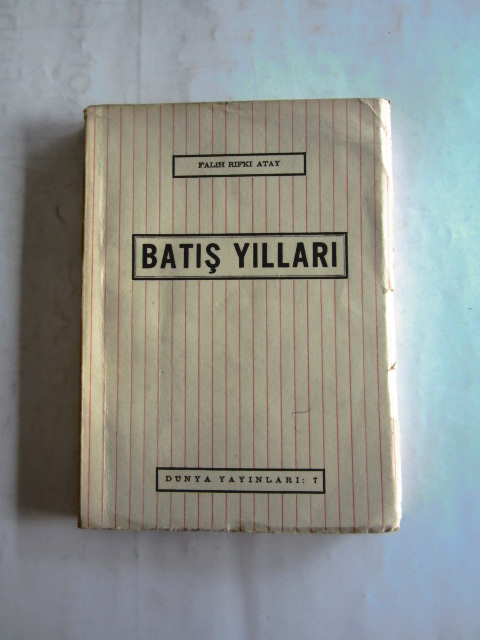 FALİH RIFKI ATAY
BATIŞ YILLARI
DÜNYA YAYINLARI: 7